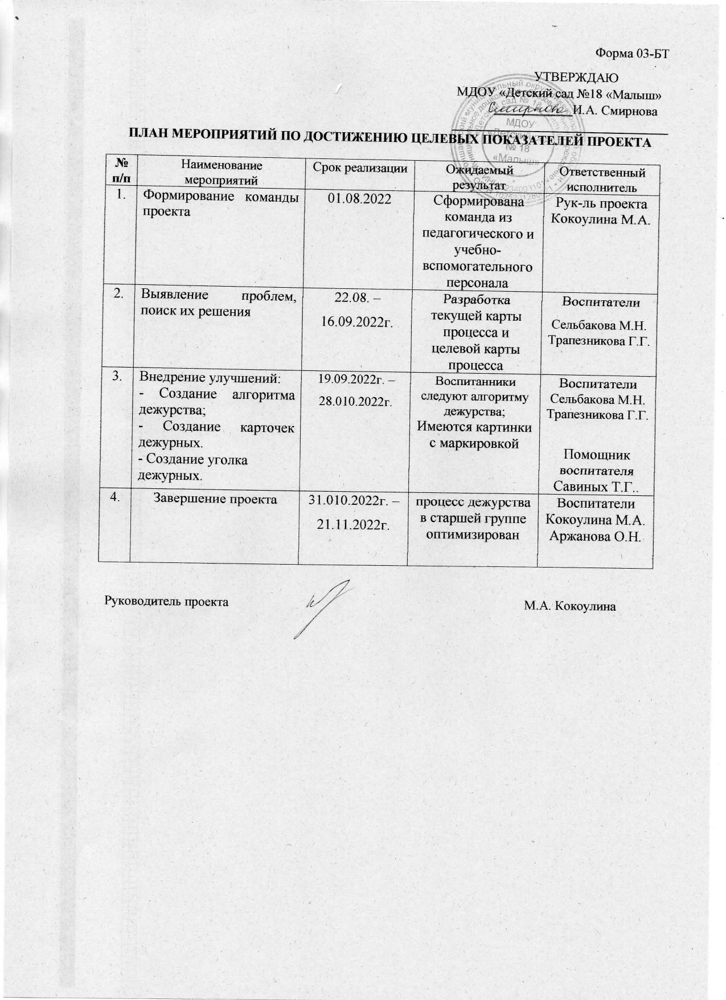 Форма 03-БТ
УТВЕРЖДАЮ
МДОУ «Детский сад №18 «Малыш»
Смирнова И.А. Смирнова
МДОУ
«Детский сад
№ 18
«Малыш»
ПЛАН МЕРОПРИЯТИЙ ПО ДОСТИЖЕНИЮ ЦЕЛЕВЫХ ПОКАЗАТЕЛЕЙ ПРОЕКТА
№
п/п
Наименование
мероприятий
Срок реализации
Ожидаемый
результат
Ответственный
исполнитель
1.
Формирование команды
проекта
01.08.2022
Сформирована
команда из
педагогического и
учебно-
вспомогательного
персонала
Рук-ль проекта
Кокоулина М.А.
2.
Выявление проблем,
поиск их решения
22.08. –
16.09.2022г.
Разработка
текущей карты
процесса и
целевой карты
процесса
Воспитатели
Сельбакова М.Н.
Трапезникова Г.Г.
3.
Внедрение улучшений:
- Создание алгоритма
дежурства;
- Создание карточек
дежурных.
- Создание уголка
дежурных.
19.09.2022г. –
28.010.2022г.
Воспитанники
следуют алгоритму
дежурства;
Имеются картинки
с маркировкой
Воспитатели
Сельбакова М.Н.
Трапезникова Г.Г.
Помощник
воспитателя
Савиных Т.Г..
4.
Завершение проекта
31.010.2022г. –
21.11.2022г.
процесс дежурства
в старшей группе
оптимизирован
Воспитатели
Кокоулина М.А.
Аржанова О.Н.
Руководитель проекта
М.А. Кокоулина